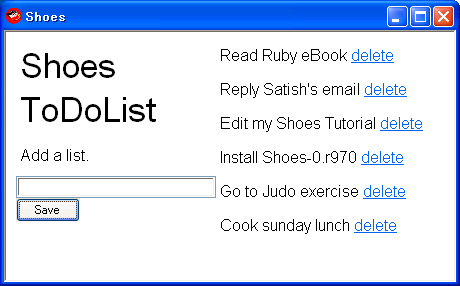 Shoes
Shoes
ToDoList
Add a list.
Save
Read Ruby eBook delete
Reply Satish's email delete
Edit my Shoes Tutorial delete
Install Shoes-0.r970 delete
Go to Judo exercise delete
Cook sunday lunch delete